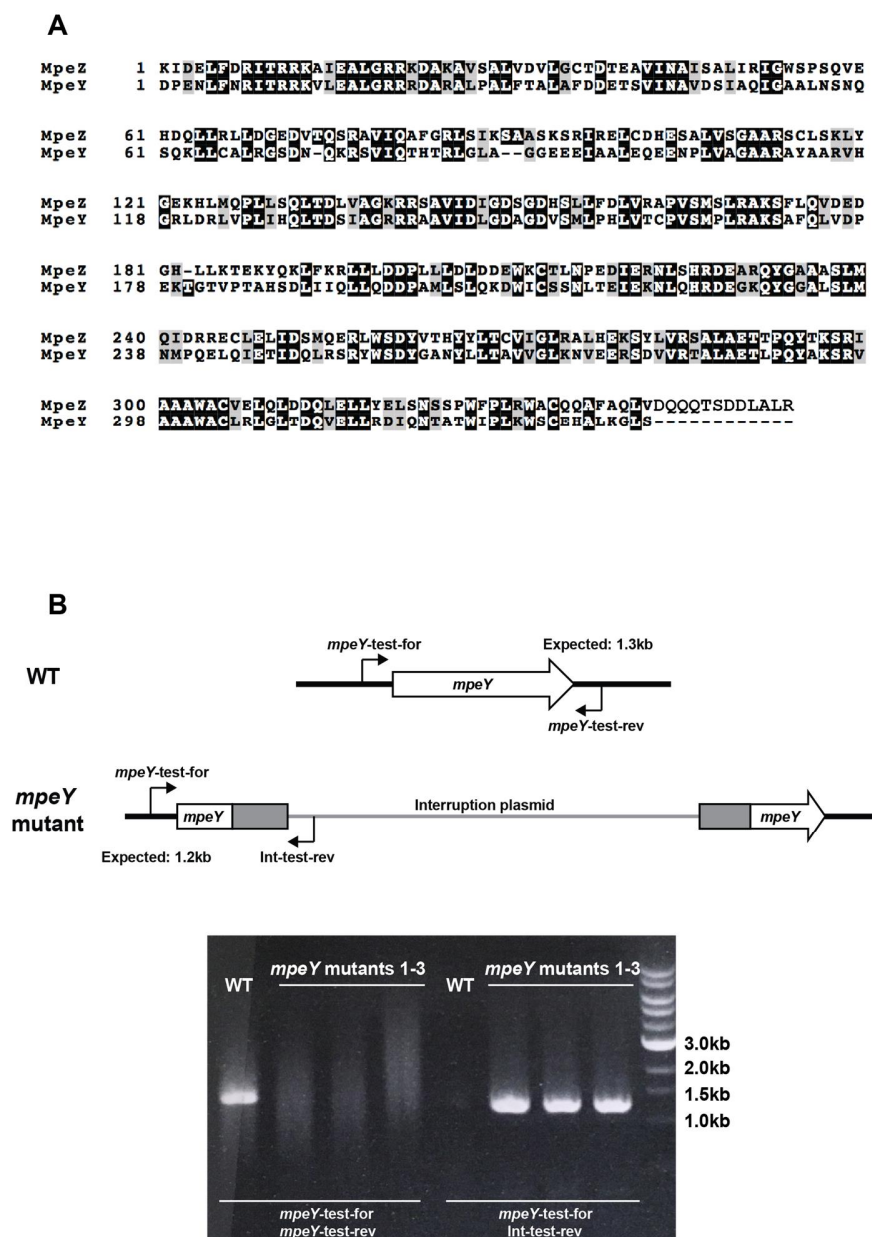 A
MpeZ 1 KIDELFDRITRRKAIEALGRRKDAKAVSALVDVLGCTDTEAVINAISALIRIGWSPSQVE
MpeY 1 DPENLFNRITRRKVLEALGRRRDARALPALFTALAFDDETSVINAVDSIAQIGAALNSNQ
MpeZ 61 HDQLLRLLDGEDVTQSRAVIQAFGRLSIKSAASKSRIRELCDHESALVSGAARSCLSKLY
MpeY 61 SQKLLCALRGSDN-QKRSVIQTHTRLGLA--GGEEEIAALEQEENPLVAGAARAYAARVH
MpeZ 121 GEKHLMQPLLSQLTDLVAGKRRSAVIDIGDSGDHSLLFDLVRAPVSMSLRAKSFLQVDED
MpeY 118 GRLDRLVPLIHQLTDSIAGRRRAAVIDLGDAGDVSMLPHLVTCPVSMPLRAKSAFQLVDP
MpeZ 181 GH-LLKTEKYQKLFKRLLLDDPLLLDLDDEWKCTLNPEDIERNLSHRDEARQYGAAASLM
MpeY 178 EKTGTVPTAHSDLIIQLLQDDPAMLSLQKDWICSSNLTEIEKNLQHRDEGKQYGGALSLM
MpeZ 240 QIDRRECLELIDSMQERLWSDYVTHYYLTCVIGLRALHEKSYLVRSALAETTPQYTKSRI
MpeY 238 NMPQELQIETIDQLRSRYWSDYGANYLLTAVVGLKNVEERSDVVRTALAETLPQYAKSRV
MpeZ 300 AAAWACVELQLDDQLELLYELSNSSPWFPLRWACQQAFAQLVDQQQTSDDLALR
MpeY 298 AAAWACLRLGLTDQVELLRDIQNTATWIPLKWSCEHALKGLS------------
B
mpeY-test-for
Expected: 1.3kb
WT
mpeY
mpeY-test-rev
mpeY-test-for
mpeY
mutant
mpeY
Interruption plasmid
mpeY
Expected: 1.2kb
Int-test-rev
WT
mpeY mutants 1-3
WT
mpeY mutants 1-3
3.0kb
2.0kb
1.5kb
1.0kb
mpeY-test-for
mpeY-test-rev
mpeY-test-for
Int-test-rev